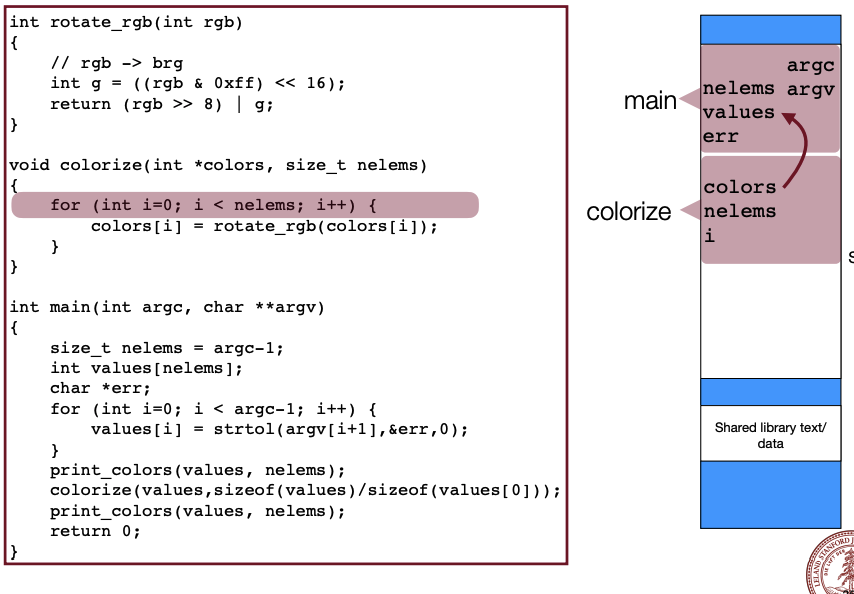 int rotate_rgb(int rgb)
{
    // rgb -> brg
    int g = ((rgb & 0xff) << 16);
    return (rgb >> 8) | g;
}

void colorize(int *colors, size_t nelems)
{
    for (int i=0; i < nelems; i++) {
        colors[i] = rotate_rgb(colors[i]);
    }
}

int main(int argc, char **argv)
{
    size_t nelems = argc-1;
    int values[nelems];
    char *err;
    for (int i=0; i < argc-1; i++) {
        values[i] = strtol(argv[i+1],&err,0);
    }
    print_colors(values, nelems);
    colorize(values,sizeof(values)/sizeof(values[0]));
    print_colors(values, nelems);
    return 0;
}
main
argc
nelems argv
values
err
colorize
colors
nelems
i
Shared library text/
data